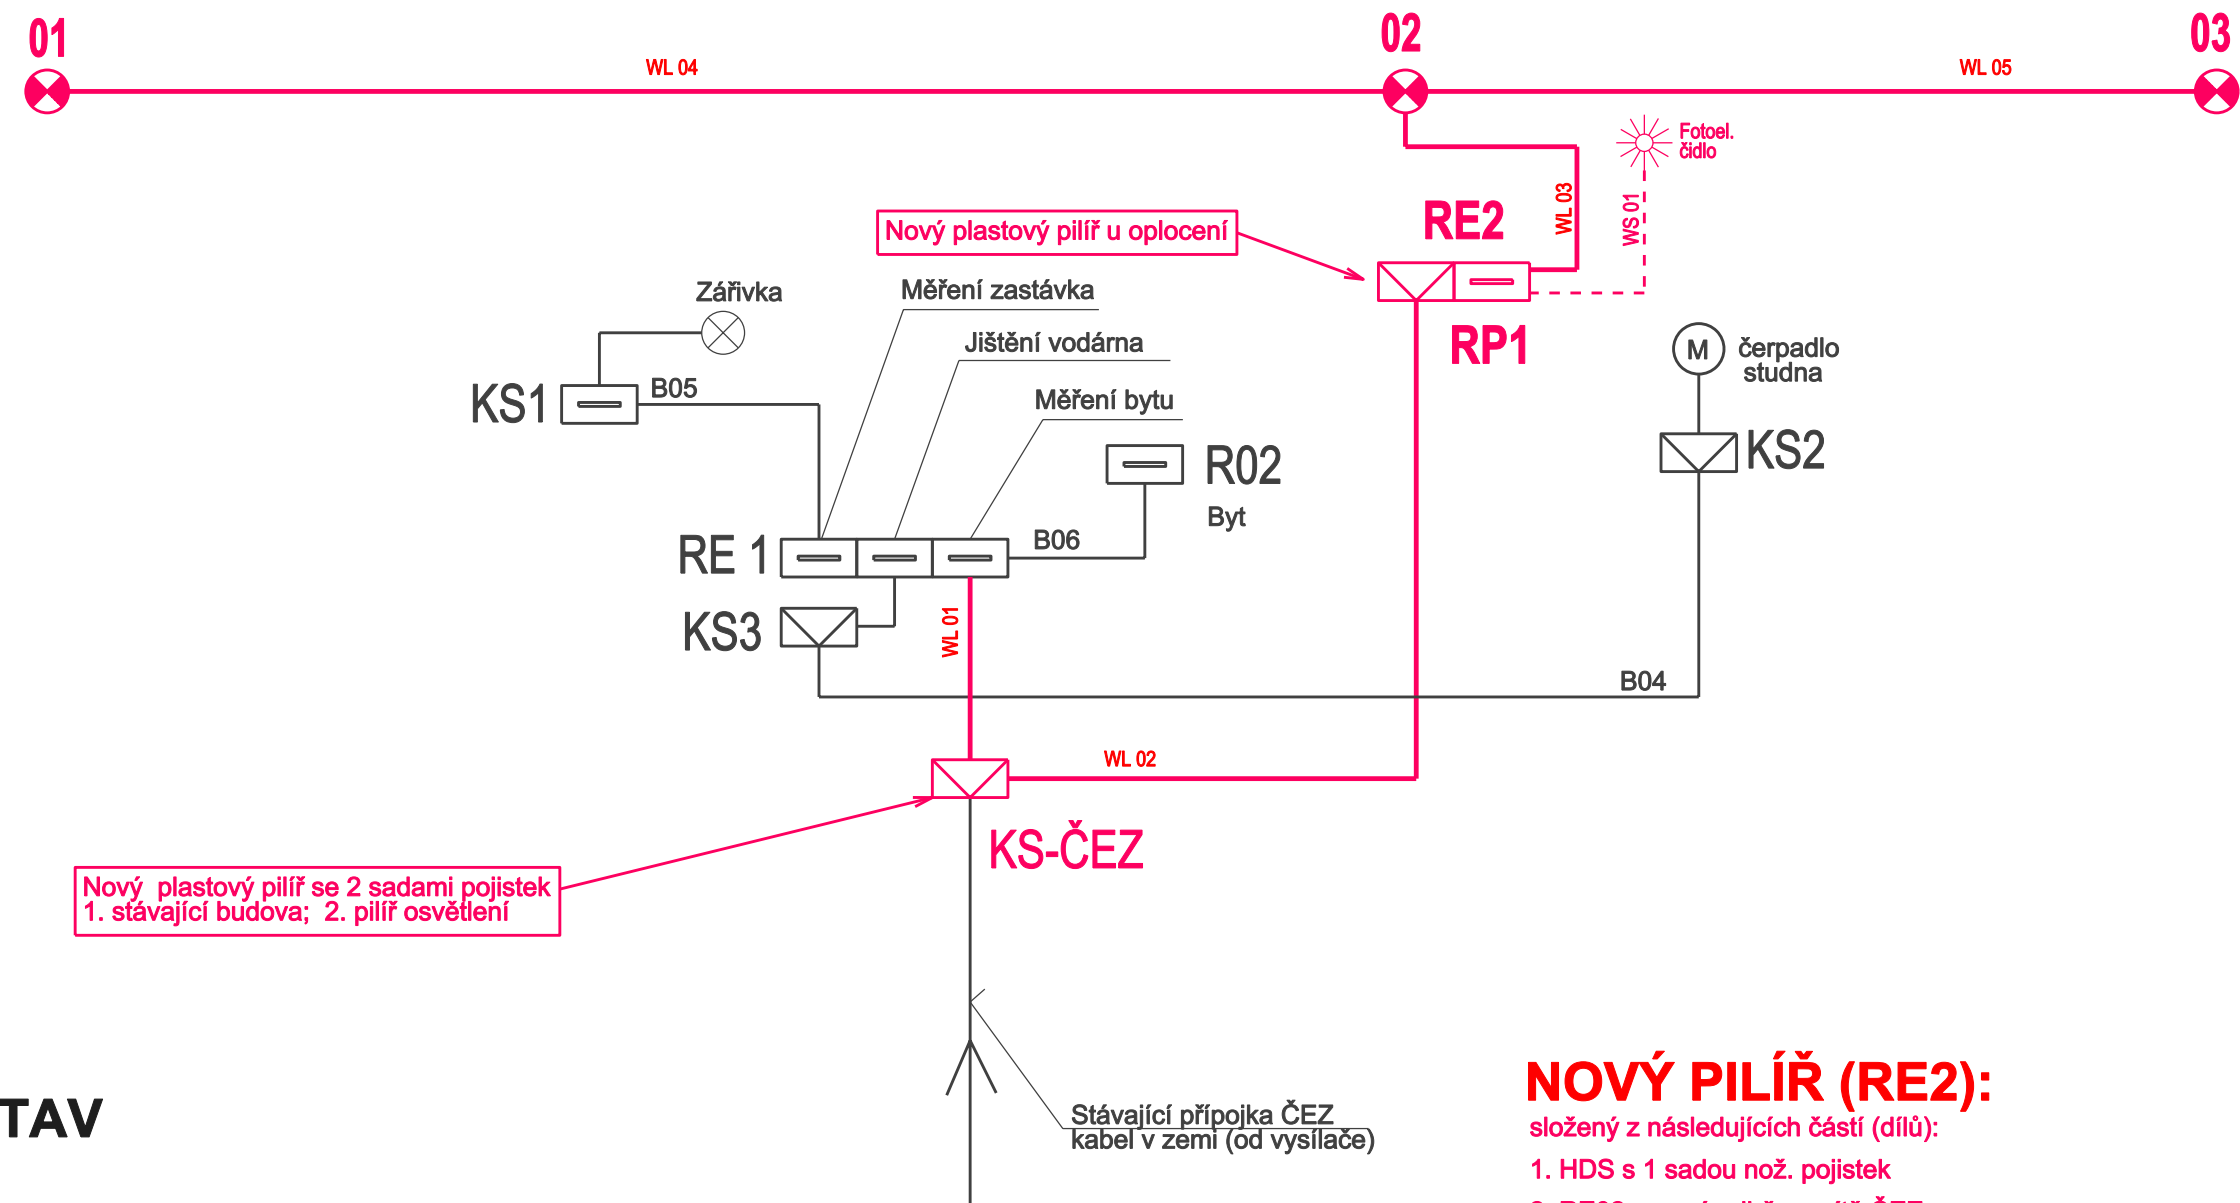 01
02
03
WL 04
WL 05
Fotoel.
čidlo
WL 03
WS 01
RE2
Nový plastový pilíř u oplocení
Zářivka
Měření zastávka
RP1
Jištění vodárna
M
čerpadlo
studna
KS1
B05
Měření bytu
KS2
R02
Byt
RE 1
B06
KS3
WL 01
B04
WL 02
KS-ČEZ
Nový plastový pilíř se 2 sadami pojistek
1. stávající budova; 2. pilíř osvětlení
NOVÝ PILÍŘ (RE2):
TAV
Stávající přípojka ČEZ
kabel v zemi (od vysílače)
složený z následujících částí (dílů):
1. HDS s 1 sadou nož. pojistek